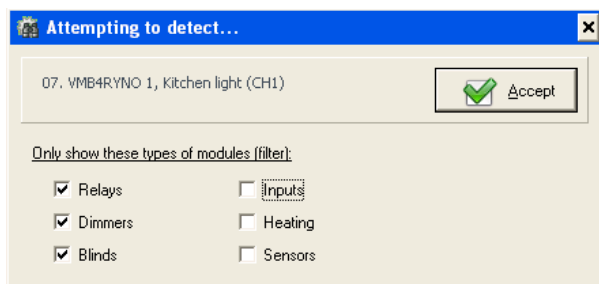 Attempting to detect...
07. VMB4RYNO 1, Kitchen light (CH1)
Accept
Only show these types of modules (filter):
Relays Inputs
Dimmers Heating
Blinds Sensors